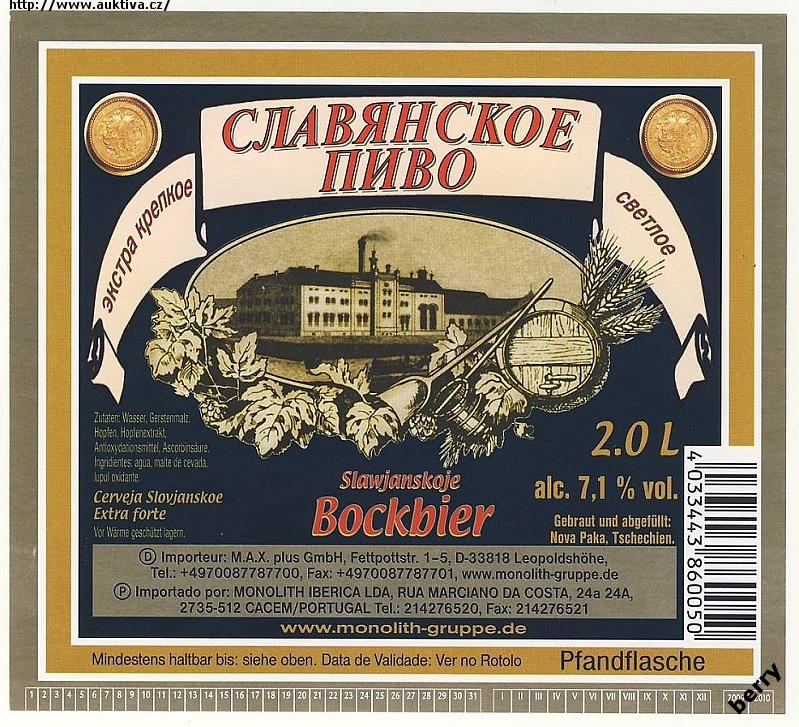 http://www.auktiva.cz/
СЛАВЯНСКОЕ
ПИВО
экстра крепкое
светлое
Zutaten: Wasser, Gerstenmalz,
Hopfen, Hopfenextrakt,
Antioxydationsmittel, Ascorbinsäure.
Ingridientes: agua, malte de cevada,
lupul oxidante.
Cerveja Slovjanskoe
Extra forte
Vor Wärme geschützt lagern.
Slawjanskoje
Bockbier
2.0 L
alc. 7,1 % vol.
Gebraut und abgefüllt:
Nova Paka, Tschechien.
4 033443 860050
D Importeur: M.A.X. plus GmbH, Fettpottstr. 1–5, D-33818 Leopoldshöhe,
Tel.: +4970087787700, Fax: +4970087787701, www.monolith-gruppe.de
P Importado por: MONOLITH IBERICA LDA, RUA MARCIANO DA COSTA, 24a 24A,
2735-512 CACEM/PORTUGAL Tel.: 214276520, Fax: 214276521
www.monolith-gruppe.de
Mindestens haltbar bis: siehe oben. Data de Validade: Ver no Rotolo
Pfandflasche
1 2 3 4 5 6 7 8 9 10 11 12 13 14 15 16 17 18 19 20 21 22 23 24 25 26 27 28 29 30 31 I II III IV V VI VII VIII IX X XI XII 2009 2010
berry